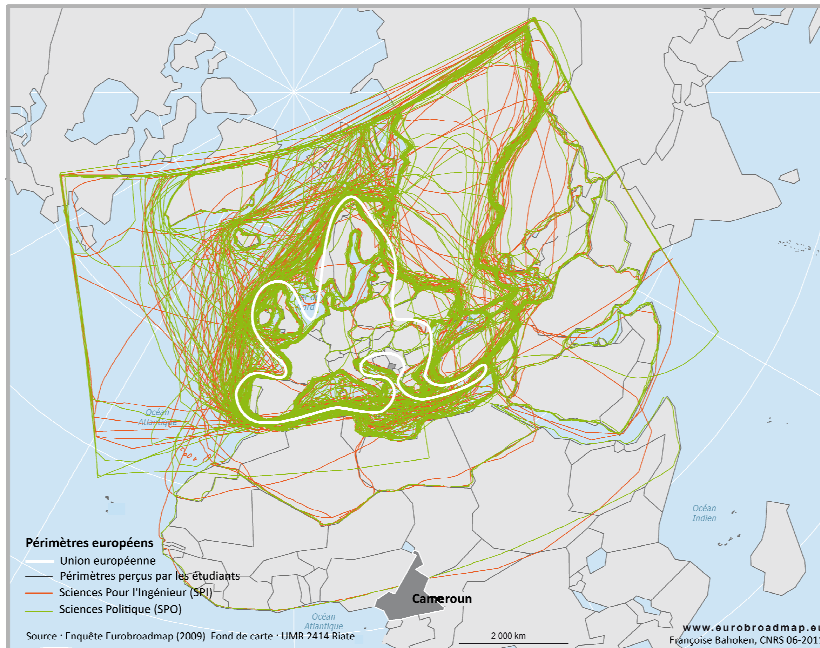 Océan
Atlantique
Océan
Indien
Périmètres européens
Union européenne
Périmètres perçus par les étudiants
Sciences Pour l'Ingénieur (SPI)
Sciences Politique (SPO)
Cameroun
Océan
Atlantique
2 000 km
www.eurobroadmap.eu
Source : Enquête Eurobroadmap (2009) Fond de carte : UMR 2414 Riate
Françoise Bahoken, CNRS 06-201